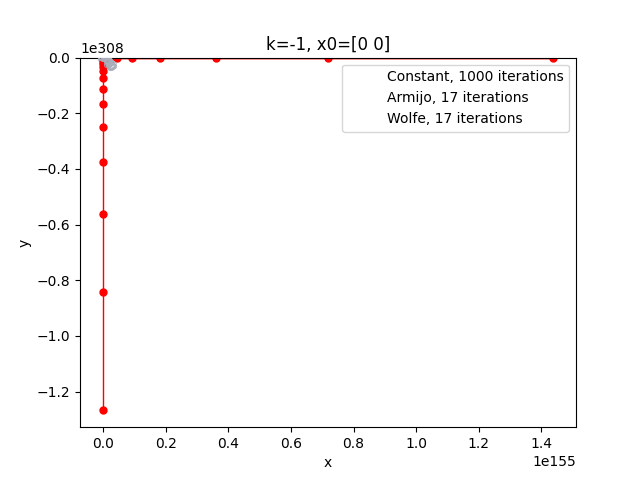 k=-1, x0=[0 0]
1e308
0.0
−0.2
−0.4
−0.6
−0.8
−1.0
−1.2
y
Constant, 1000 iterations
Armijo, 17 iterations
Wolfe, 17 iterations
0.0 0.2 0.4 0.6 0.8 1.0 1.2 1.4
x
1e155